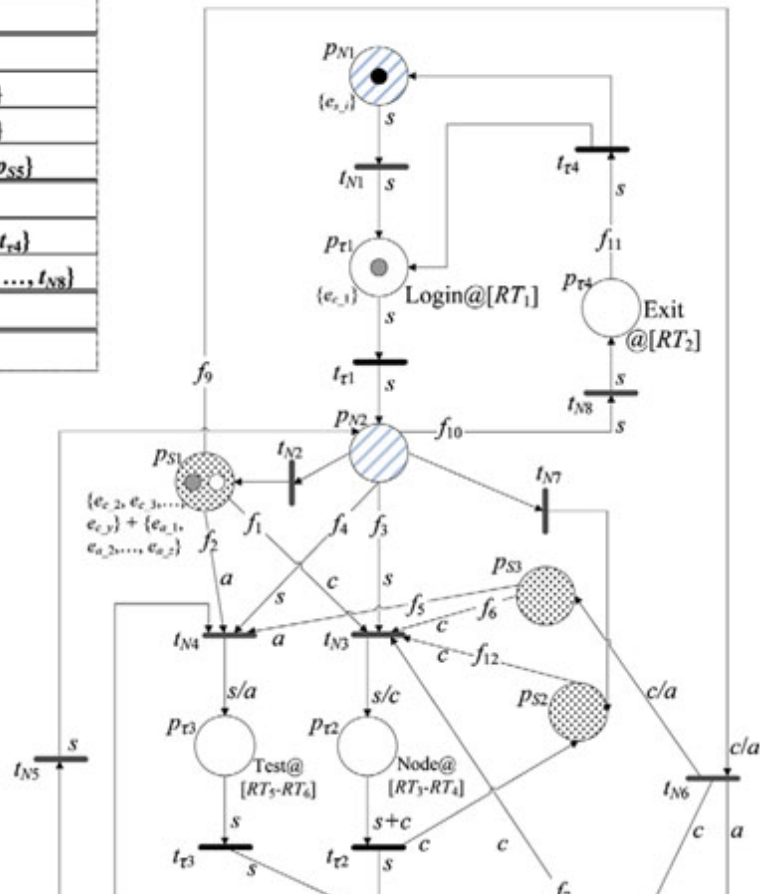 }
}
p_S5}
t_τ4}
…, t_N8}
p_N1
{e_s_i}
s
t_N1
s
t_τ4
s
p_τ1
{e_c_1}
Login@[RT_1]
s
f_11
p_τ4
Exit
@[RT_2]
f_9
t_τ1
s
s
t_N8
s
p_N2
f_10
p_S1
t_N2
t_N7
{e_c_2, e_c_3,…,
e_c_y} + {e_a_1,
e_a_2,…, e_a_z}
f_2
f_1
f_4
f_3
p_S3
a
s
c
s
f_5
f_6
c
t_N4
a
t_N3
c
f_12
s/a
s/c
p_S2
c/a
p_τ3
p_τ2
Test@
[RT_5-RT_6]
Node@
[RT_3-RT_4]
c/a
s
t_N5
t_N6
s
s+c
c
c
c
a
t_τ3
s
t_τ2
s